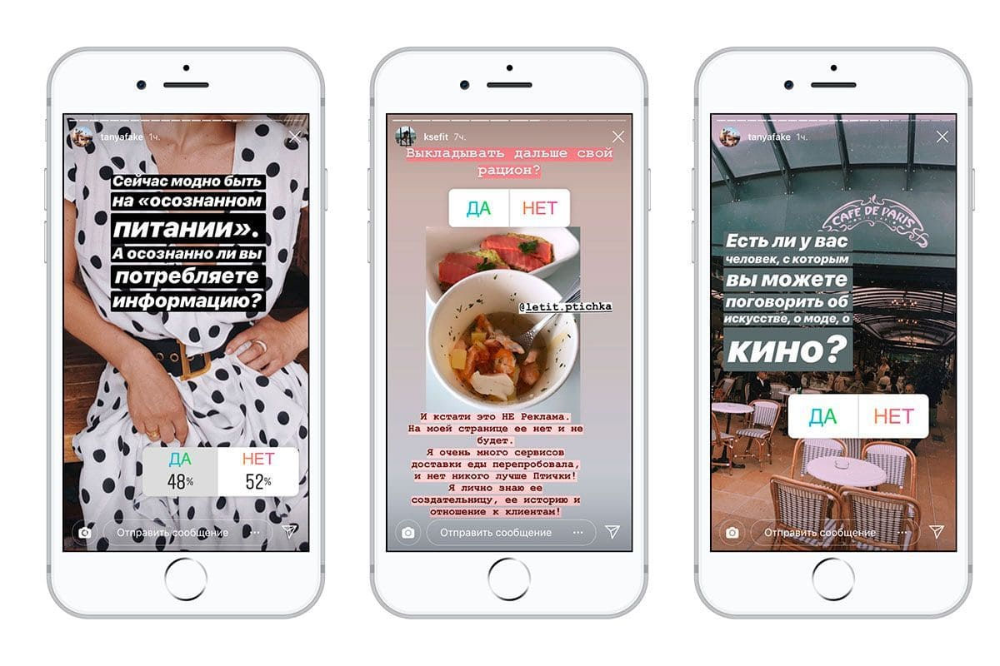 tanyafake 1ч.
Сейчас модно быть
на «осознанном
питании».
А осознанно ли вы
потребляете
информацию?
ДА НЕТ
48% 52%
Отправить сообщение
ksefit 7ч.
Выкладывать дальше свой
рацион?
ДА НЕТ
@letit.ptichka
И кстати это НЕ Реклама.
На моей странице ее нет и не
будет.
Я очень много сервисов
доставки еды перепробовала,
и нет никого лучше Птички!
Я лично знаю ее
создательницу, ее историю и
отношение к клиентам!
Отправить сообщение
tanyafake 1ч.
CAFE DE PARIS
Есть ли у вас
человек, с которым
вы можете
поговорить об
искусстве, о моде, о
кино?
ДА НЕТ
Отправить сообщение